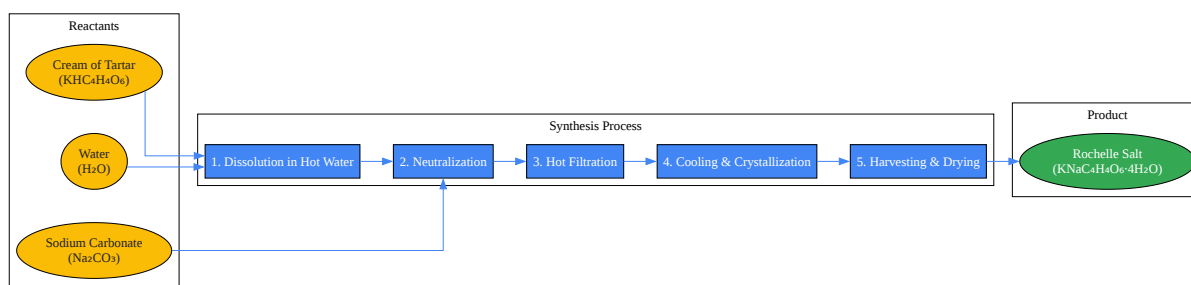 Reactants
Cream of Tartar
(KHC₄H₄O₆)
Water
(H₂O)
Sodium Carbonate
(Na₂CO₃)
Synthesis Process
1. Dissolution in Hot Water
2. Neutralization
3. Hot Filtration
4. Cooling & Crystallization
5. Harvesting & Drying
Product
Rochelle Salt
(KNaC₄H₄O₆·4H₂O)